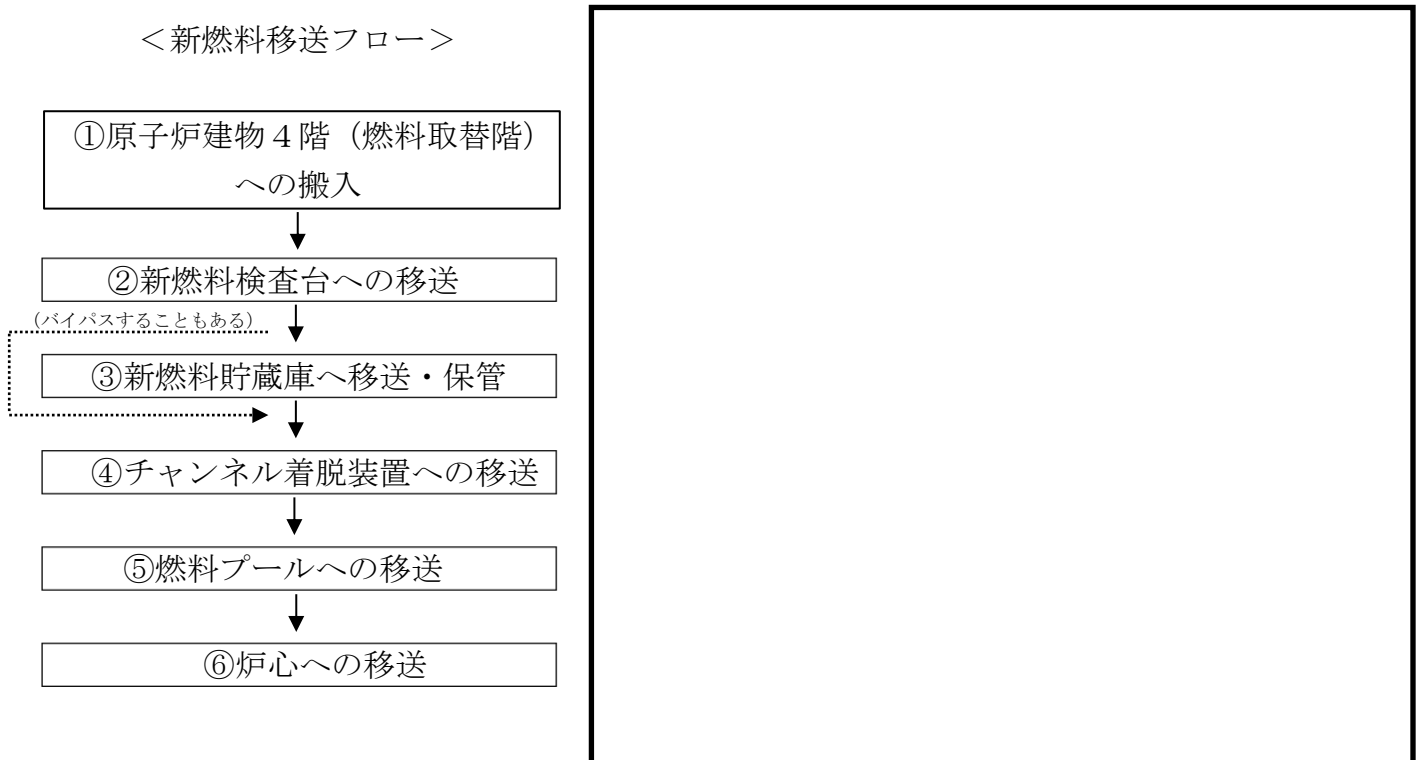 ＜新燃料移送フロー＞
①原子炉建物４階（燃料取替階）
への搬入
②新燃料検査台への移送
(バイパスすることもある)
③新燃料貯蔵庫へ移送・保管
④チャンネル着脱装置への移送
⑤燃料プールへの移送
⑥炉心への移送